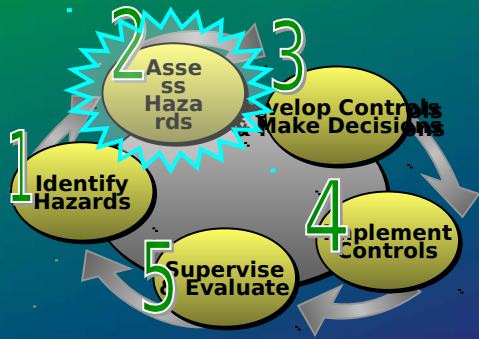 1
Identify
Hazards
2
Asse
ss
Haza
rds
3
velop Controls
& Make Decisions
4
plement
Controls
5
Supervise
& Evaluate